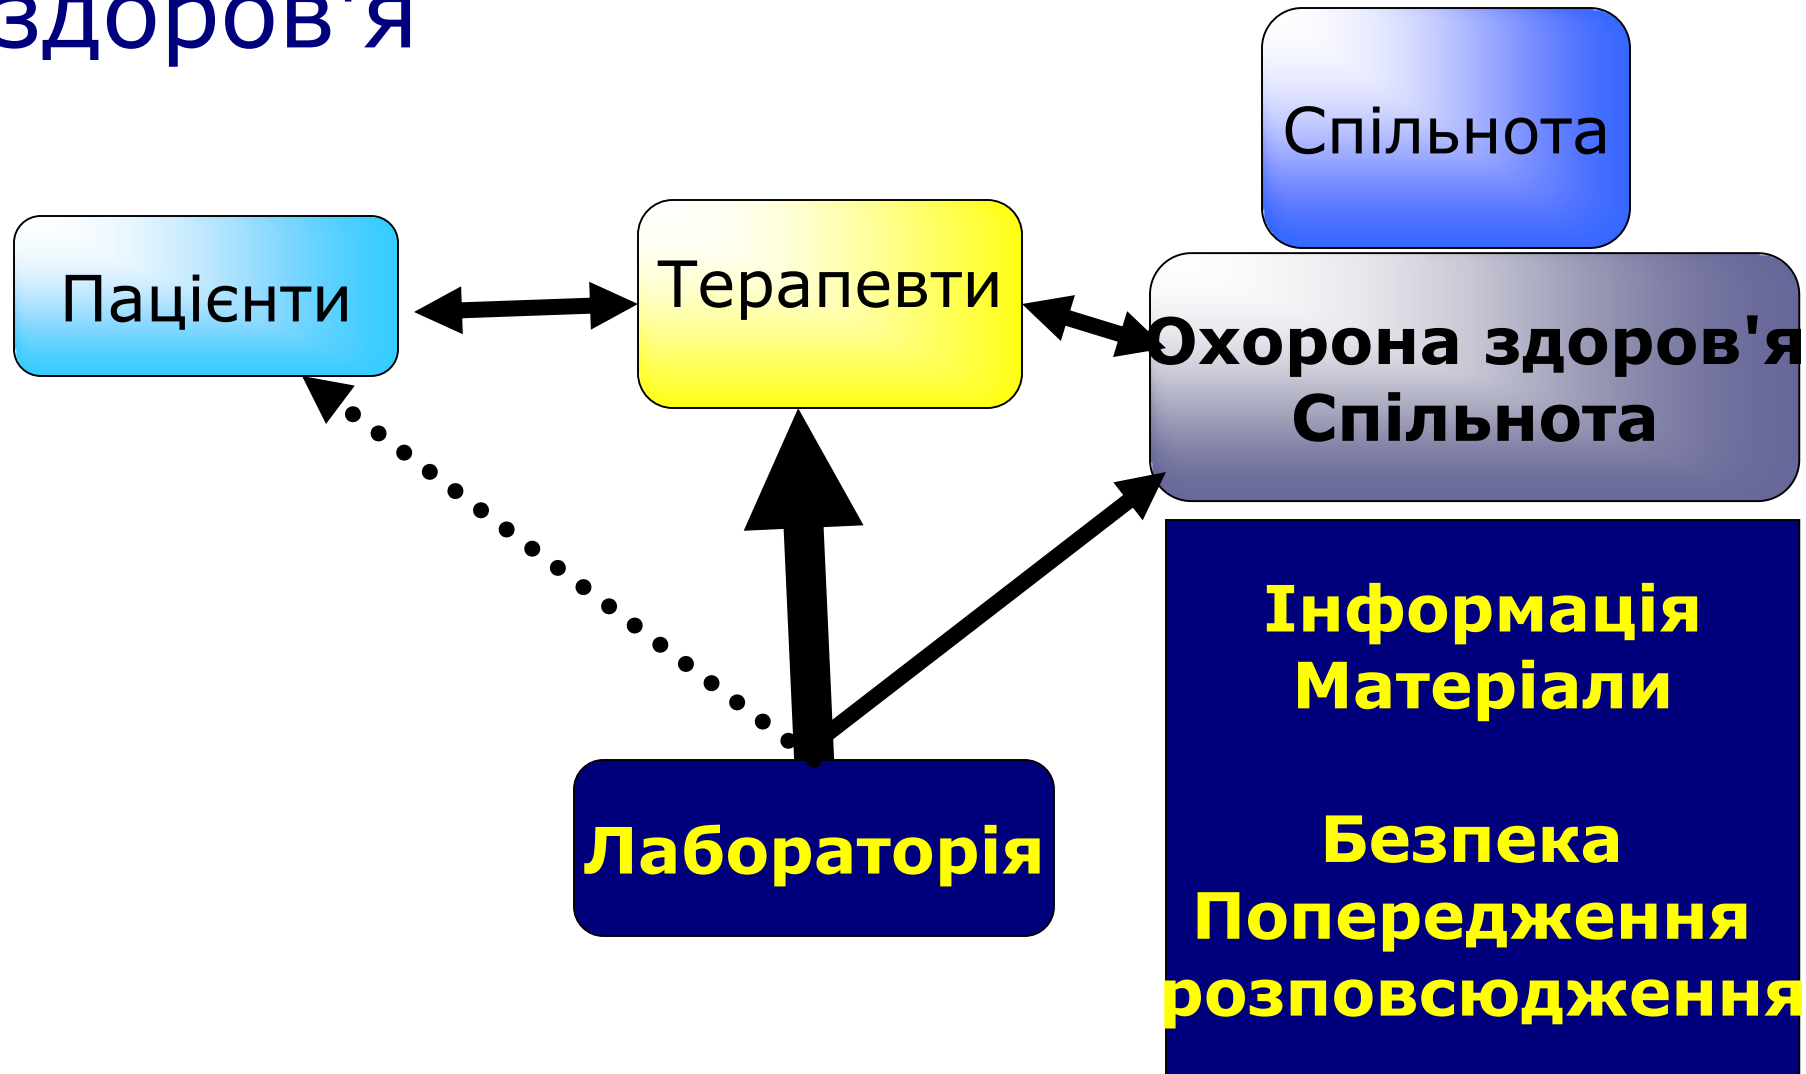 здоров'я
Спільнота
Пацієнти
Терапевти
Охорона здоров'я
Спільнота
Інформація
Матеріали
Безпека
Попередження
розповсюдження
Лабораторія